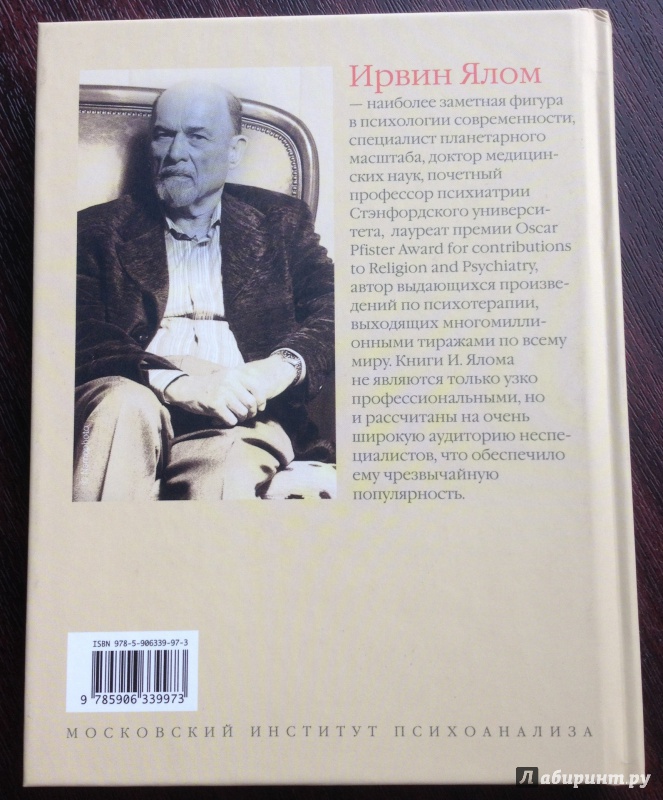 Ирвин Ялом
— наиболее заметная фигура
в психологии современности,
специалист планетарного
масштаба, доктор медицин-
ских наук, почетный
профессор психиатрии
Стэнфордского универси-
тета, лауреат премии Oscar
Pfister Award for contributions
to Religion and Psychiatry,
автор выдающихся произве-
дений по психотерапии,
выходящих многомилли-
онными тиражами по всему
миру. Книги И. Ялома
не являются только узко
профессиональными, но
и рассчитаны на очень
широкую аудиторию неспе-
циалистов, что обеспечило
ему чрезвычайную
популярность.
ISBN 978-5-906339-97-3
9 785906 339973
МОСКОВСКИЙ ИНСТИТУТ ПСИХОАНАЛИЗА
Лабиринт.ру